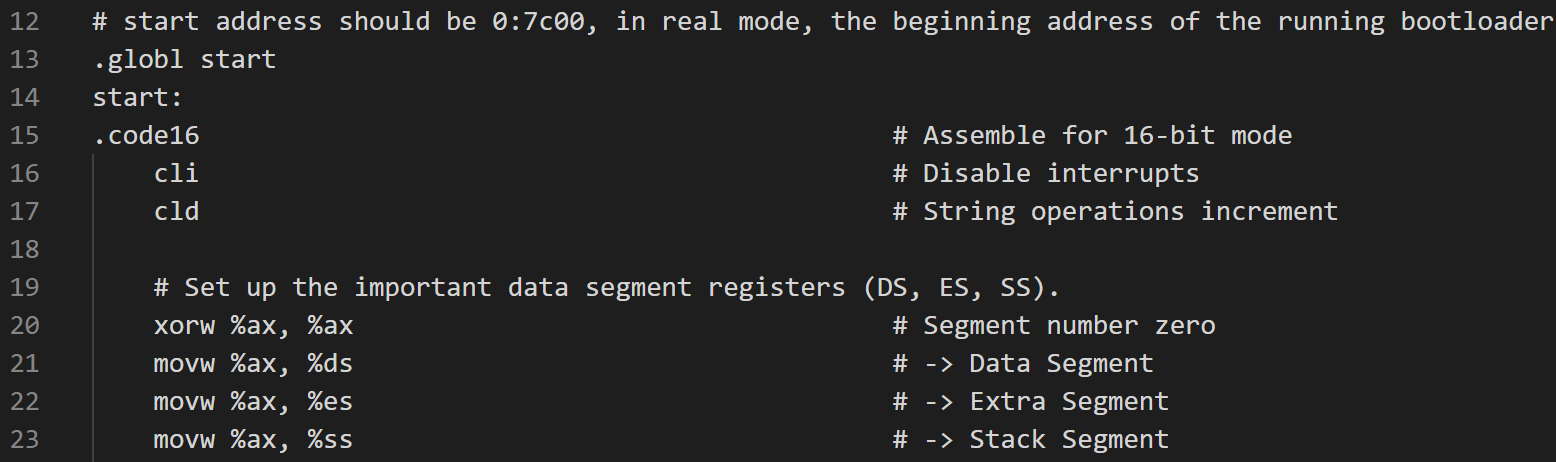 12 # start address should be 0:7c00, in real mode, the beginning address of the running bootloader
13 .globl start
14 start:
15 .code16 # Assemble for 16-bit mode
16 cli # Disable interrupts
17 cld # String operations increment
18
19 # Set up the important data segment registers (DS, ES, SS).
20 xorw %ax, %ax # Segment number zero
21 movw %ax, %ds # -> Data Segment
22 movw %ax, %es # -> Extra Segment
23 movw %ax, %ss # -> Stack Segment